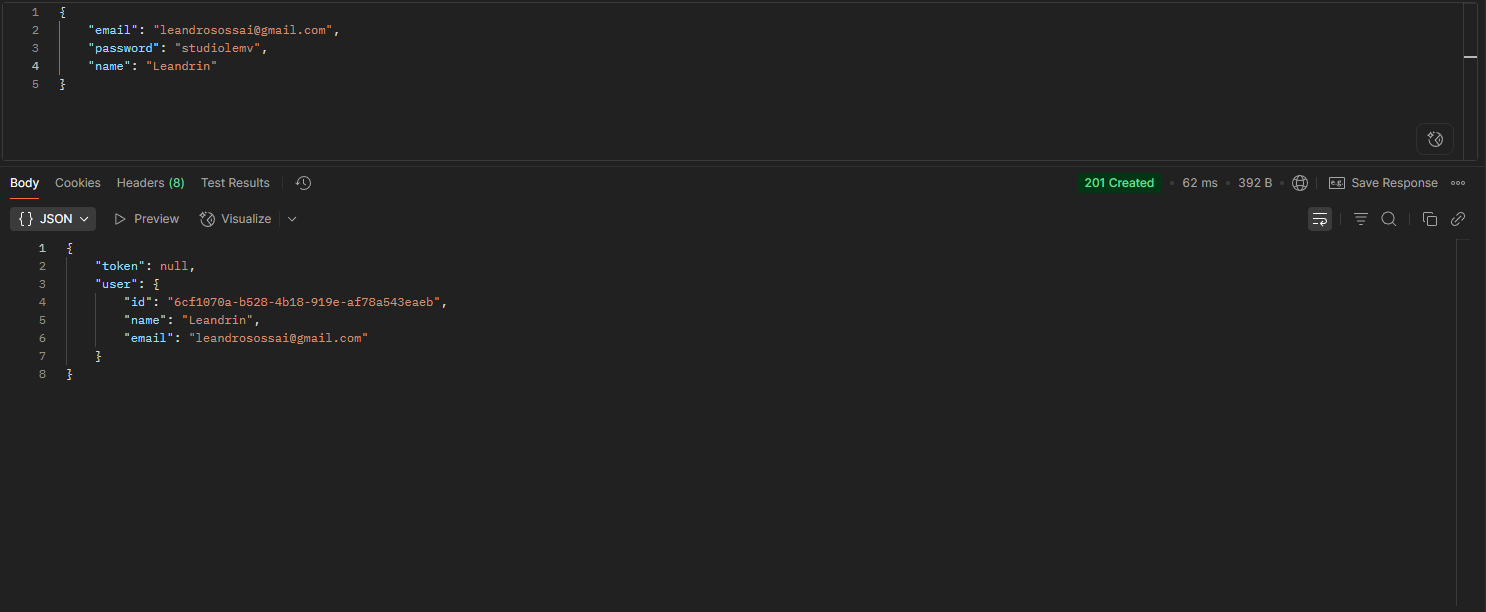 1 {
2 "email": "leandrosossai@gmail.com",
3 "password": "studiolemv",
4 "name": "Leandrin"
5 }
Body Cookies Headers (8) Test Results 201 Created • 62 ms • 392 B • e.g. Save Response
{} JSON Preview Visualize
1 {
2 "token": null,
3 "user": {
4 "id": "6cf1070a-b528-4b18-919e-af78a543eaeb",
5 "name": "Leandrin",
6 "email": "leandrosossai@gmail.com"
7 }
8 }